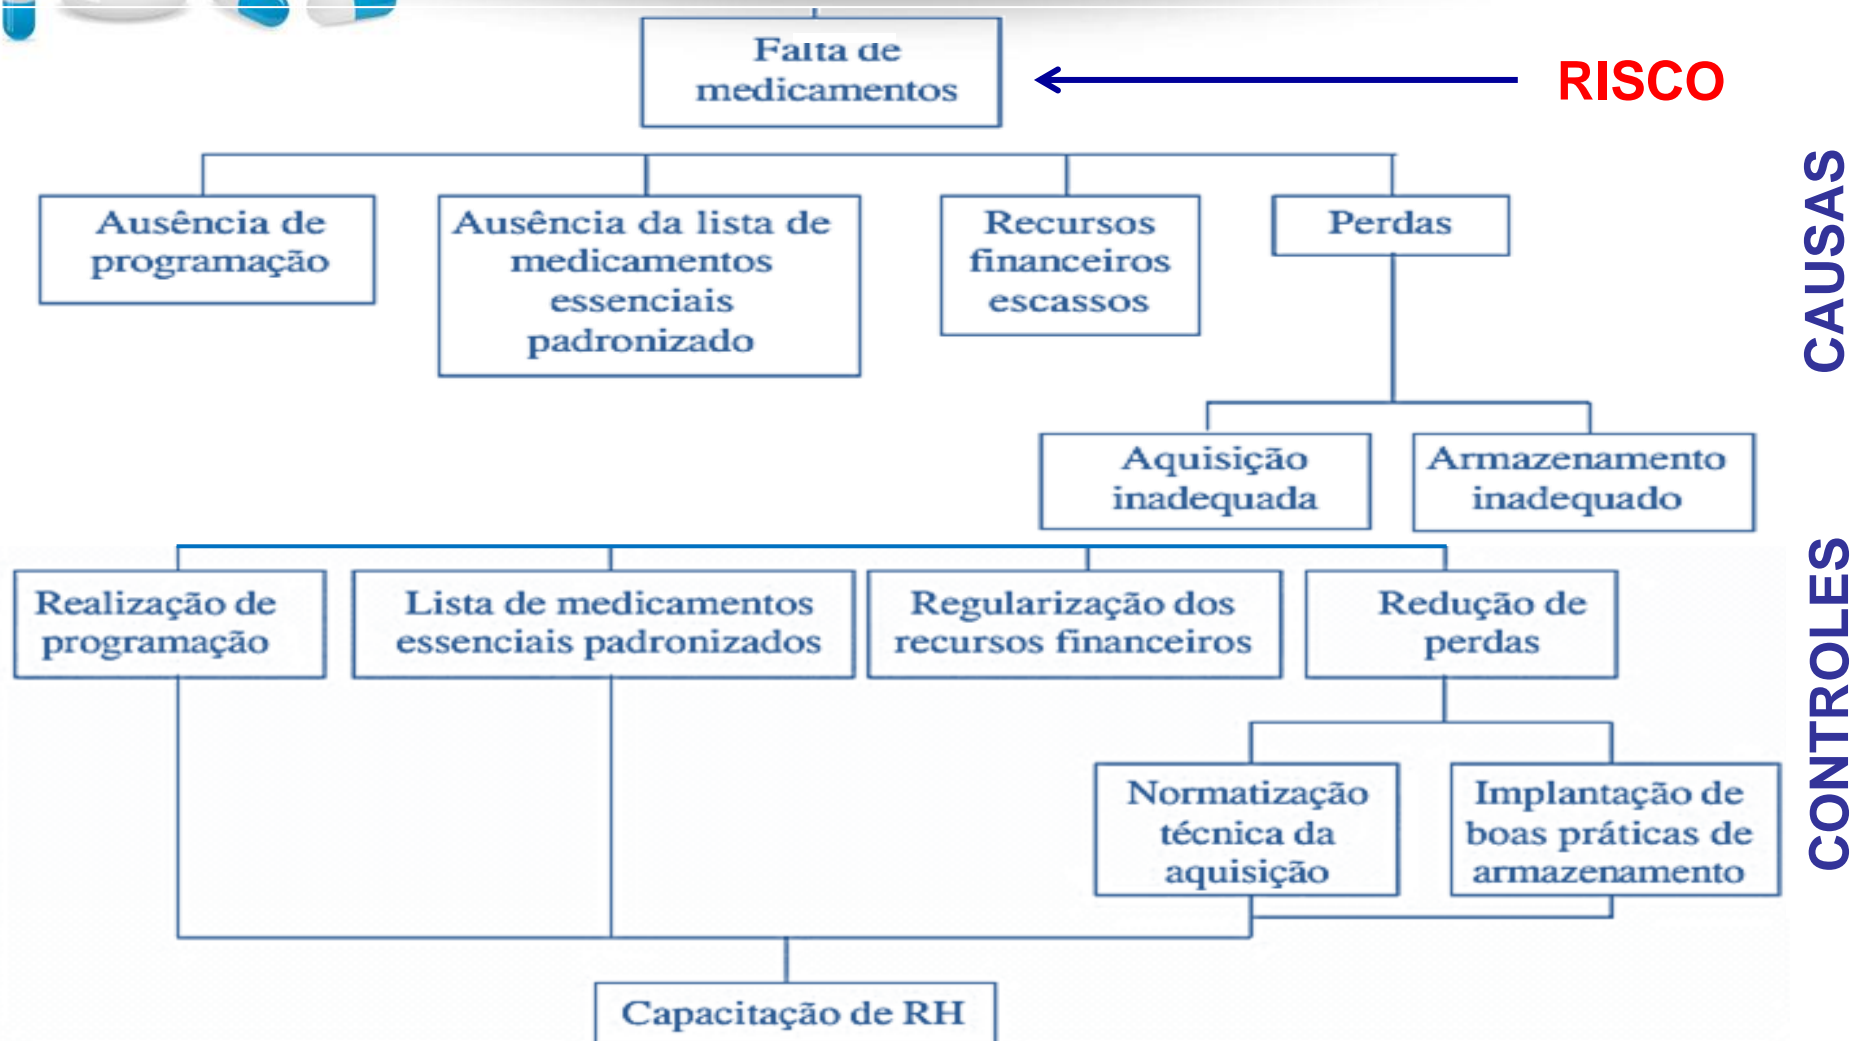 Falta de
medicamentos
RISCO
CAUSAS
Ausência de
programação
Ausência da lista de
medicamentos
essenciais
padronizado
Recursos
financeiros
escassos
Perdas
Aquisição
inadequada
Armazenamento
inadequado
CONTROLES
Realização de
programação
Lista de medicamentos
essenciais padronizados
Regularização dos
recursos financeiros
Redução de
perdas
Normatização
técnica da
aquisição
Implantação de
boas práticas de
armazenamento
Capacitação de RH